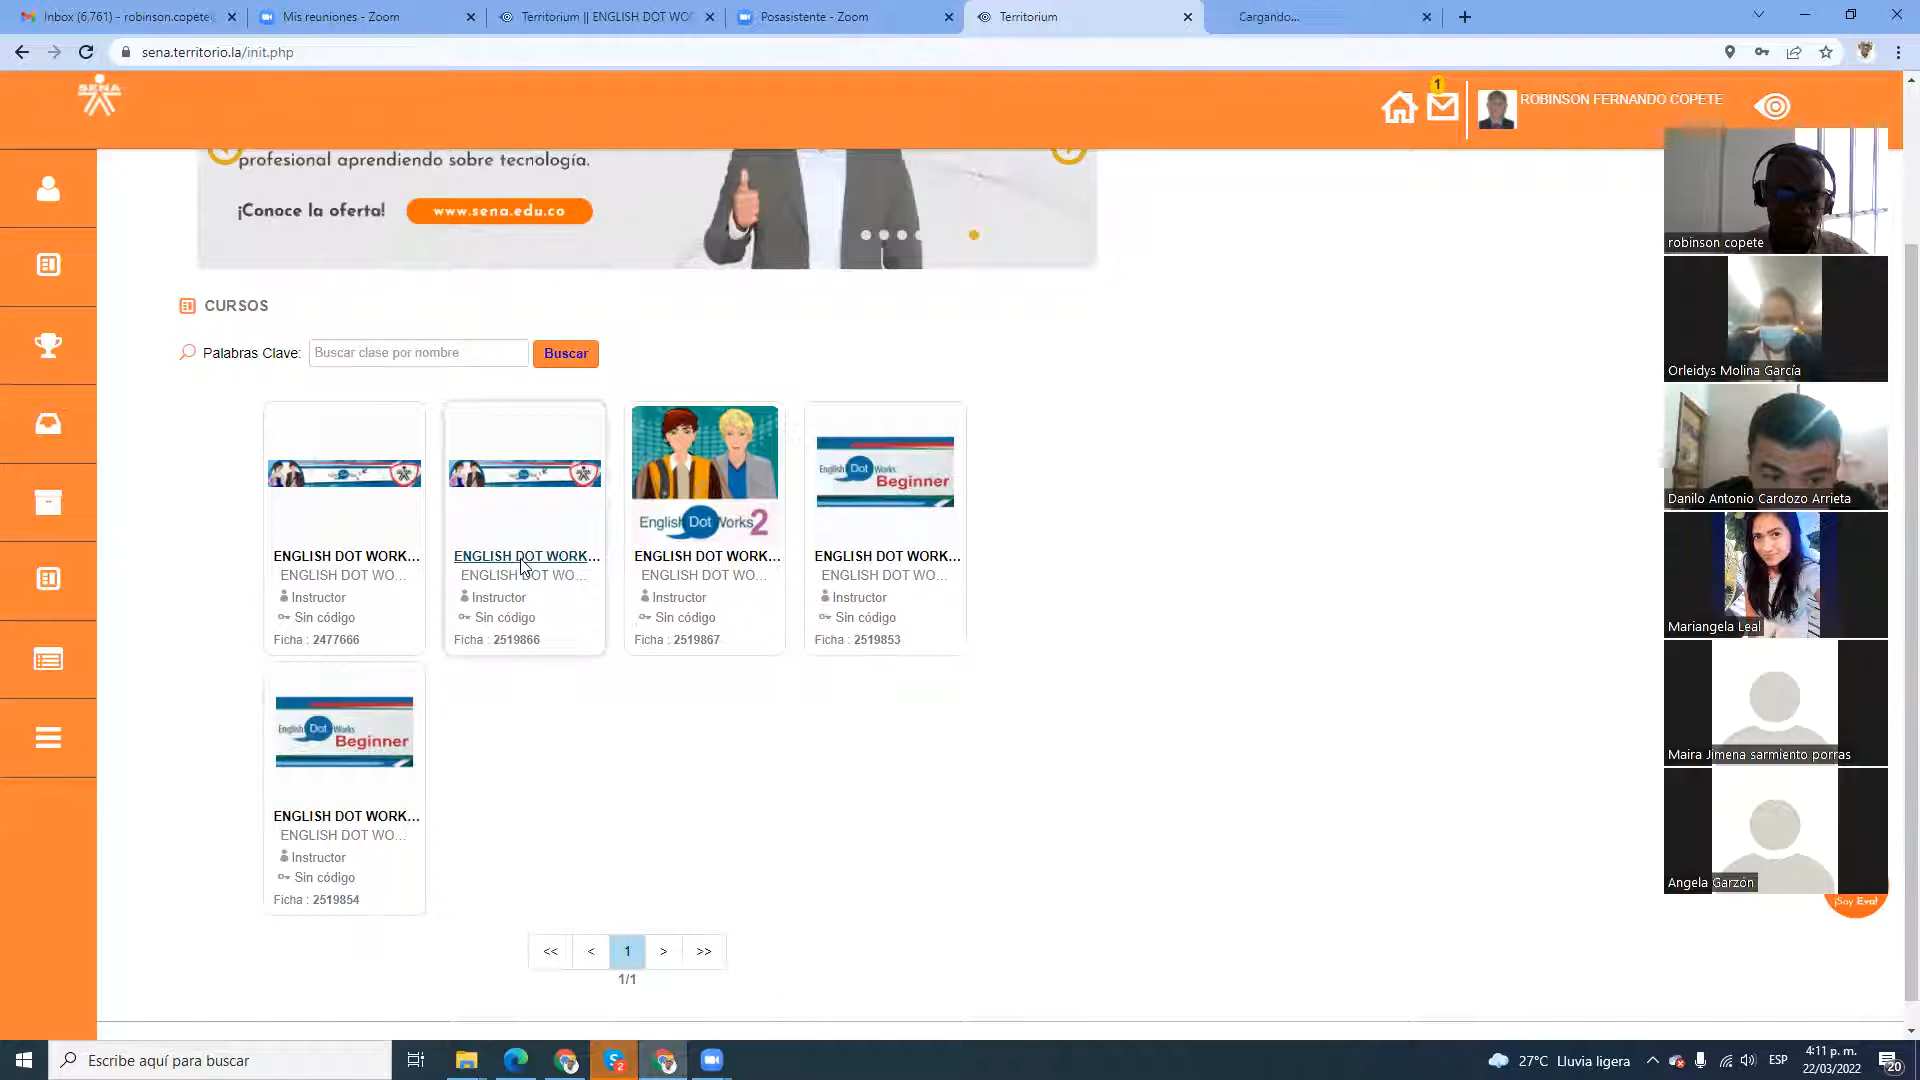 Inbox (6,761) - robinson.copete
Mis reuniones - Zoom
Territorium || ENGLISH DOT WO
Posasistente - Zoom
Territorium
Cargando...
sena.territorio.la/init.php
SENA
1
ROBINSON FERNANDO COPETE
profesional aprendiendo sobre tecnología.
¡Conoce la oferta!
www.sena.edu.co
CURSOS
Palabras Clave:
Buscar clase por nombre
Buscar
English Dot Works 2
English Dot Works
Beginner
ENGLISH DOT WORK...
ENGLISH DOT WORK...
ENGLISH DOT WORK...
ENGLISH DOT WORK...
ENGLISH DOT WO...
ENGLISH DOT WO...
ENGLISH DOT WO...
ENGLISH DOT WO...
Instructor
Instructor
Instructor
Instructor
Sin código
Sin código
Sin código
Sin código
Ficha : 2477666
Ficha : 2519866
Ficha : 2519867
Ficha : 2519853
English Dot Works
Beginner
ENGLISH DOT WORK...
ENGLISH DOT WO...
Instructor
Sin código
Ficha : 2519854
<< < 1 > >>
1/1
robinson copete
Orleidys Molina García
Danilo Antonio Cardozo Arrieta
Mariangela Leal
Maira Jimena sarmiento porras
Angela Garzón
¡Soy Eva!
Escribe aquí para buscar
2
27°C Lluvia ligera
ESP
4:11 p. m.
22/03/2022
20